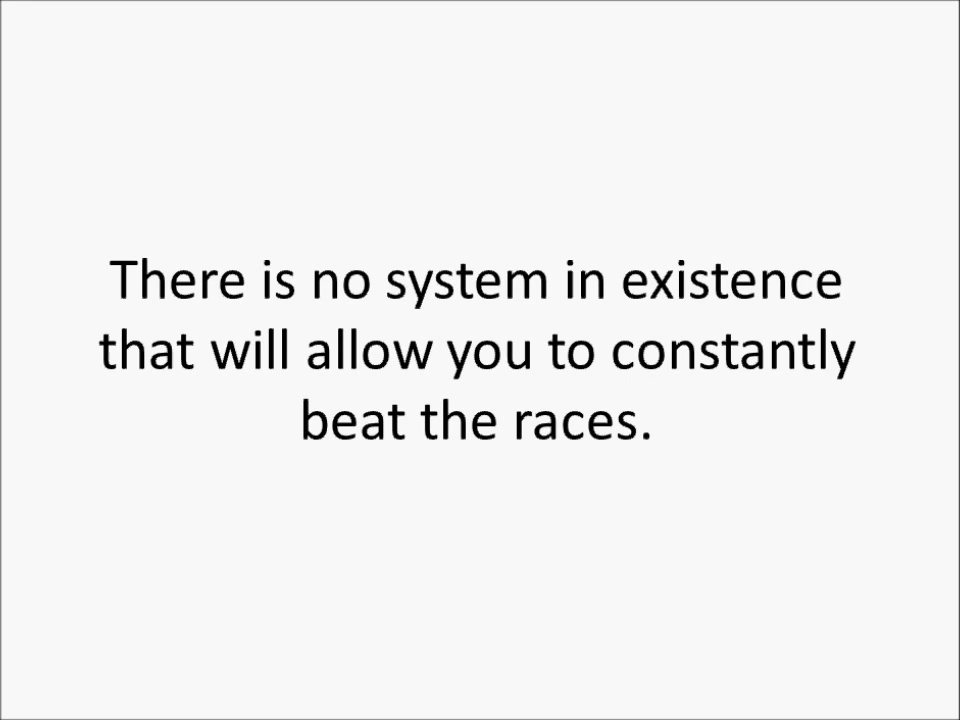 There is no system in existence
that will allow you to constantly
beat the races.